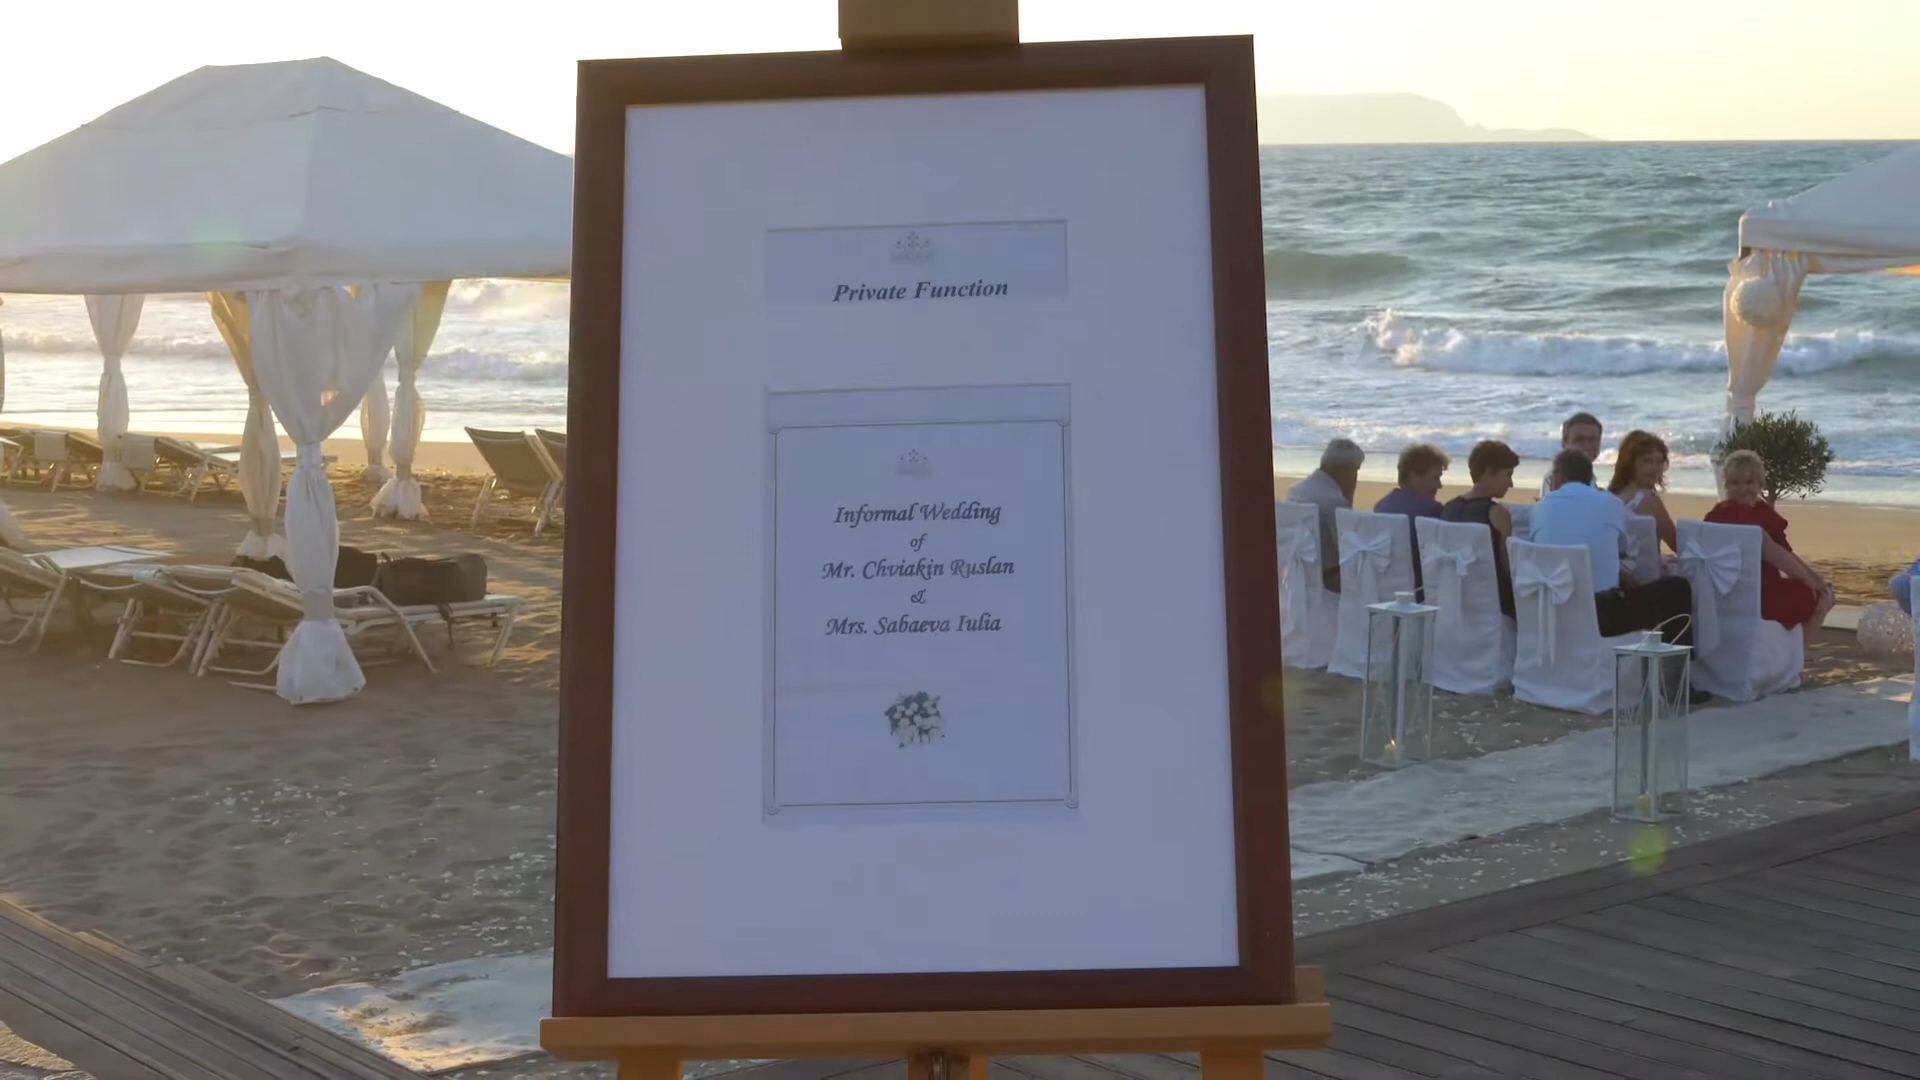 Private Function
Informal Wedding
of
Mr. Chviakin Ruslan
&
Mrs. Sabaeva Iulia